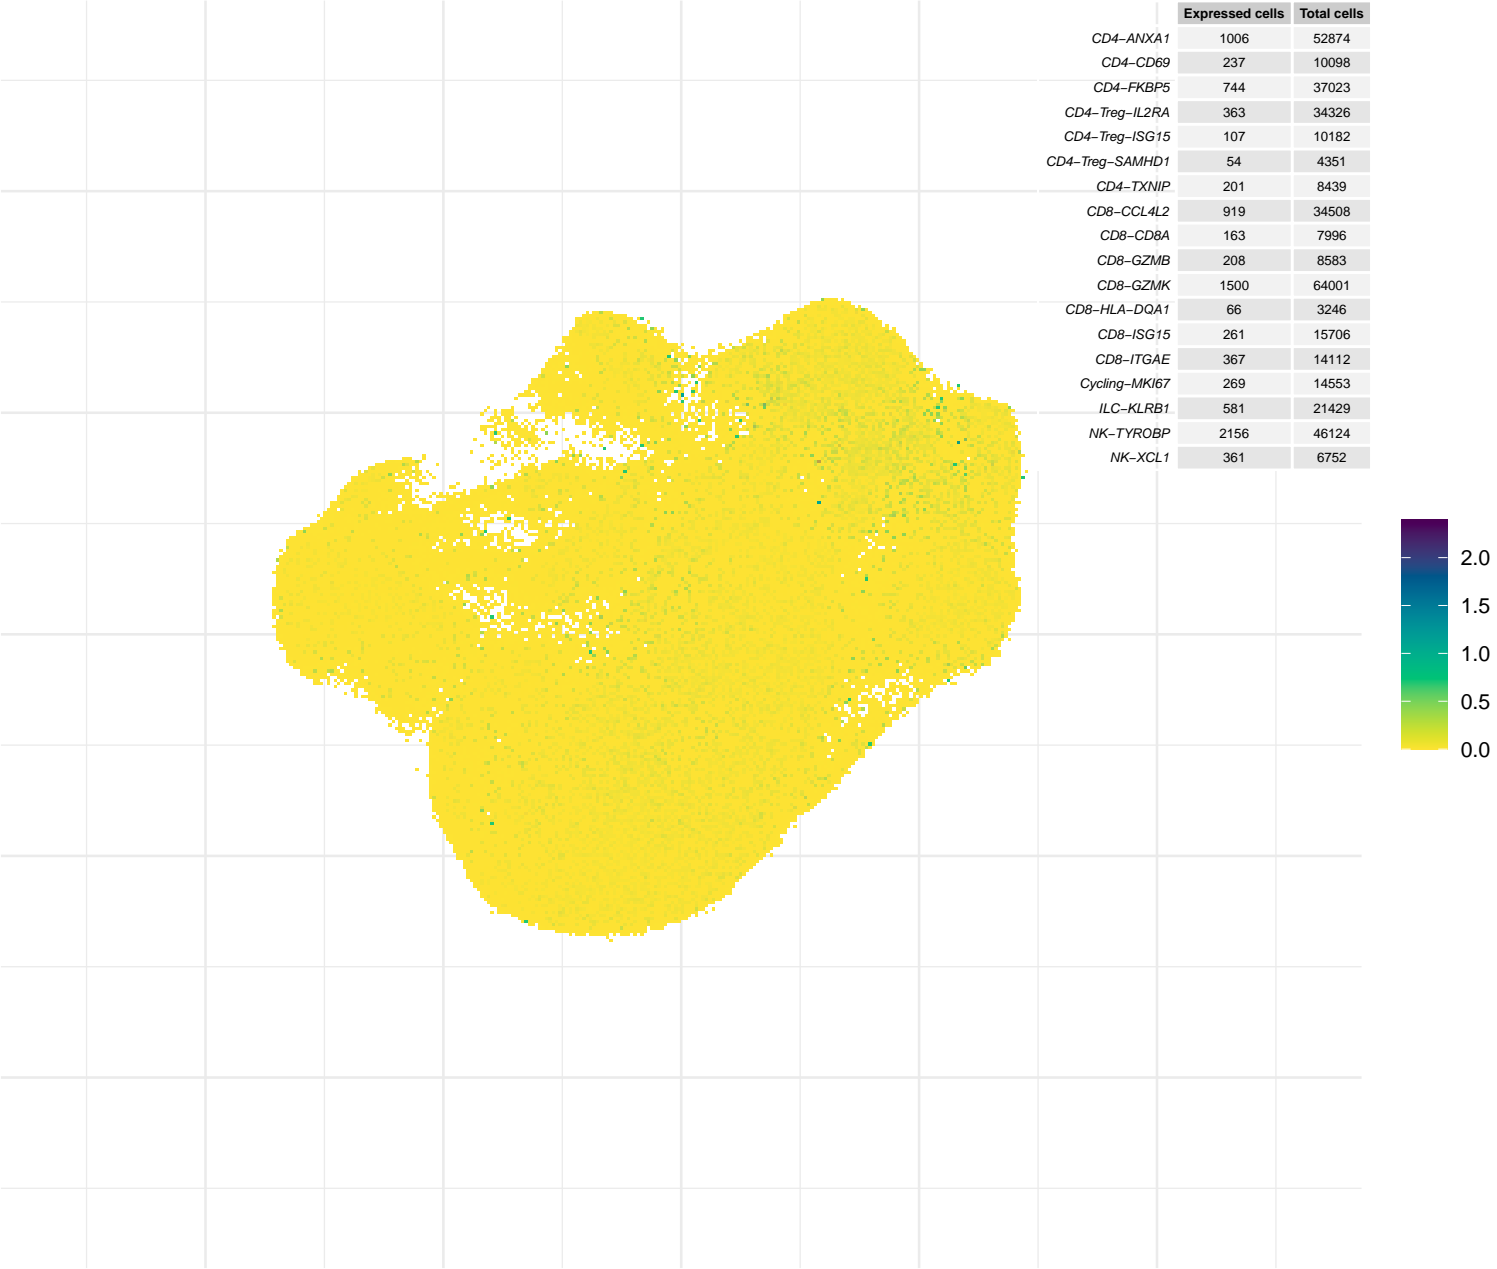 Expressed cells Total cells
CD4−ANXA1 1006 52874
CD4−CD69 237 10098
CD4−FKBP5 744 37023
CD4−Treg−IL2RA 363 34326
CD4−Treg−ISG15 107 10182
CD4−Treg−SAMHD1 54 4351
CD4−TXNIP 201 8439
CD8−CCL4L2 919 34508
CD8−CD8A 163 7996
CD8−GZMB 208 8583
CD8−GZMK 1500 64001
CD8−HLA−DQA1 66 3246
CD8−ISG15 261 15706
CD8−ITGAE 367 14112
Cycling−MKI67 269 14553
ILC−KLRB1 581 21429
NK−TYROBP 2156 46124
NK−XCL1 361 6752
2.0
1.5
1.0
0.5
0.0